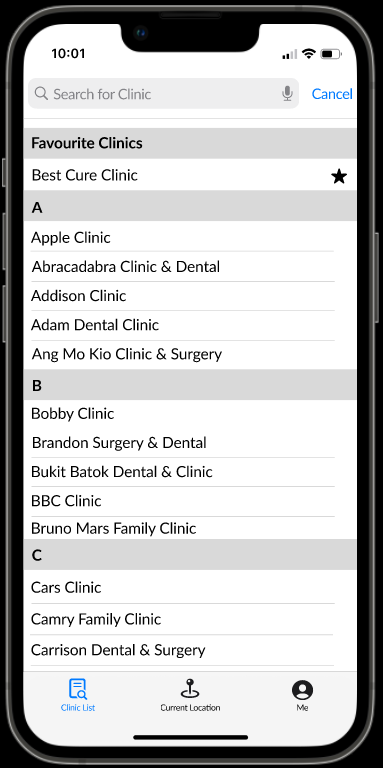 10:01
Search for Clinic
Cancel
Favourite Clinics
Best Cure Clinic
A
Apple Clinic
Abracadabra Clinic & Dental
Addison Clinic
Adam Dental Clinic
Ang Mo Kio Clinic & Surgery
B
Bobby Clinic
Brandon Surgery & Dental
Bukit Batok Dental & Clinic
BBC Clinic
Bruno Mars Family Clinic
C
Cars Clinic
Camry Family Clinic
Carrison Dental & Surgery
Clinic List
Current Location
Me